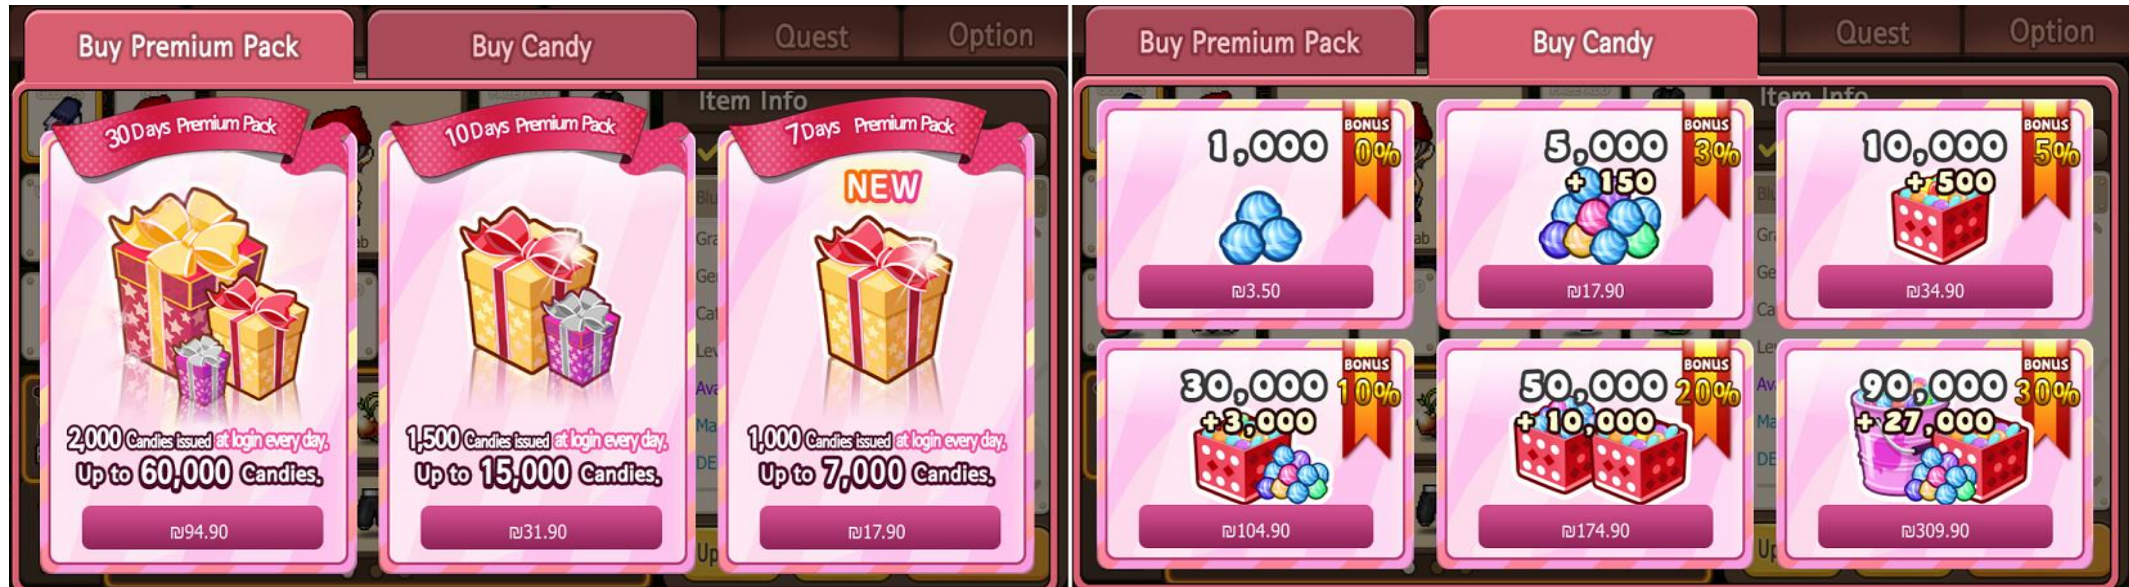 Buy Premium Pack
Buy Candy
Quest
Option
Item Info
30 Days Premium Pack
2,000 Candies issued at login every day.
Up to 60,000 Candies.
₪94.90
10 Days Premium Pack
1,500 Candies issued at login every day.
Up to 15,000 Candies.
₪31.90
7 Days Premium Pack
NEW
1,000 Candies issued at login every day.
Up to 7,000 Candies.
₪17.90
Buy Premium Pack
Buy Candy
Quest
Option
Item Info
1,000
BONUS
0%
₪3.50
5,000
+ 150
BONUS
3%
₪17.90
10,000
+ 500
BONUS
5%
₪34.90
30,000
+3,000
BONUS
10%
₪104.90
50,000
+ 10,000
BONUS
20%
₪174.90
90,000
+ 27,000
BONUS
30%
₪309.90